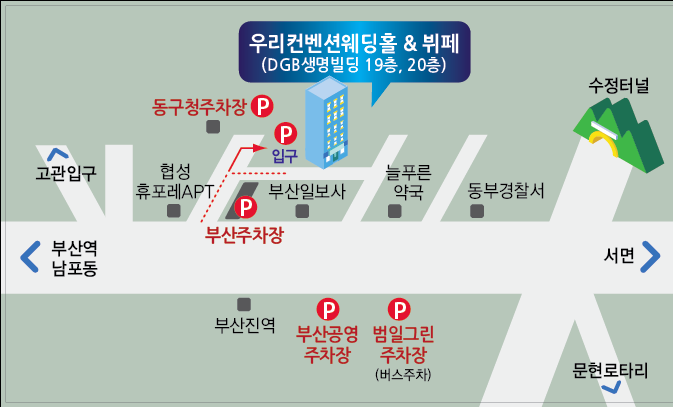 우리컨벤션웨딩홀 & 뷔페
(DGB생명빌딩 19층, 20층)
수정터널
동구청주차장 P
P
입구
고관입구
협성
휴포레APT
부산일보사
늘푸른
약국
동부경찰서
P
부산주차장
부산역
남포동
서면
부산진역
P
부산공영
주차장
P
범일그린
주차장
(버스주차)
문현로타리